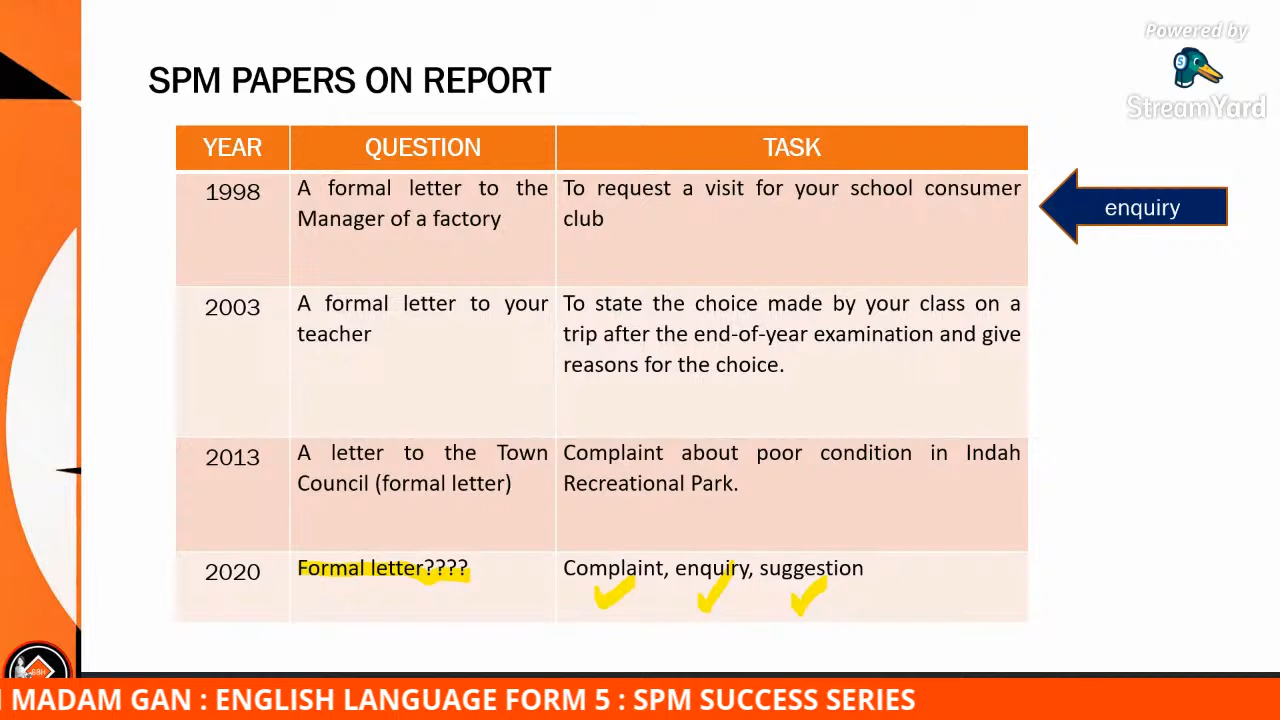 Powered by
StreamYard
SPM PAPERS ON REPORT
YEAR QUESTION TASK
1998 A formal letter to the Manager of a factory To request a visit for your school consumer club
enquiry
2003 A formal letter to your teacher To state the choice made by your class on a trip after the end-of-year examination and give reasons for the choice.
2013 A letter to the Town Council (formal letter) Complaint about poor condition in Indah Recreational Park.
2020 Formal letter???? Complaint, enquiry, suggestion
MADAM GAN : ENGLISH LANGUAGE FORM 5 : SPM SUCCESS SERIES